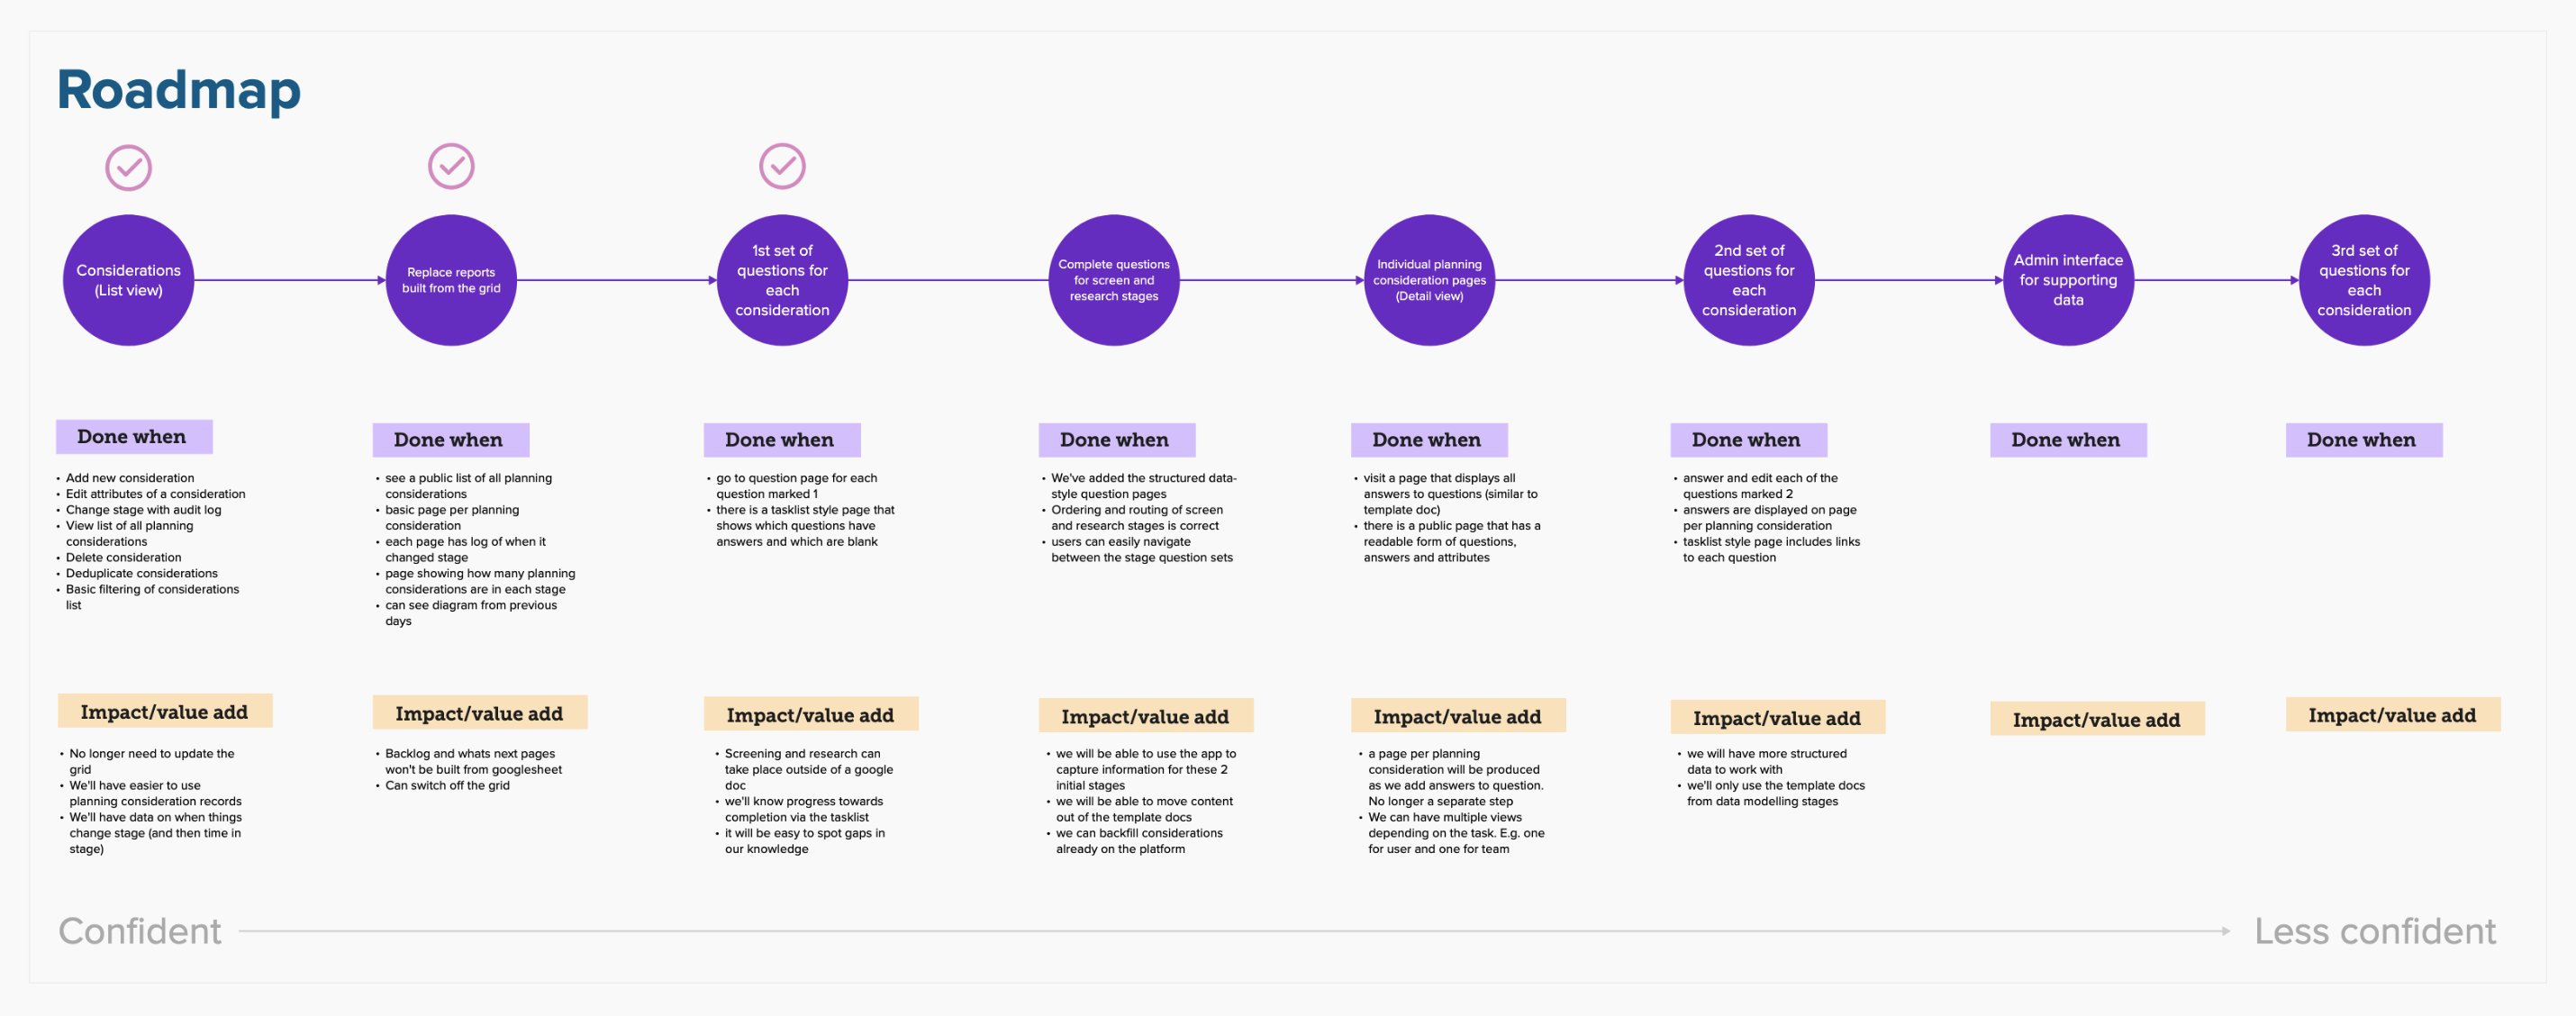 Roadmap
Considerations
(List view)
Replace reports
built from the grid
1st set of
questions for
each
consideration
Complete questions
for screen and
research stages
Individual planning
consideration pages
(Detail view)
2nd set of
questions for
each
consideration
Admin interface
for supporting
data
3rd set of
questions for
each
consideration
Done when
• Add new consideration
• Edit attributes of a consideration
• Change stage with audit log
• View list of all planning
considerations
• Delete consideration
• Deduplicate considerations
• Basic filtering of considerations
list
Done when
• see a public list of all planning
considerations
• basic page per planning
consideration
• each page has log of when it
changed stage
• page showing how many planning
considerations are in each stage
• can see diagram from previous
days
Done when
• go to question page for each
question marked 1
• there is a tasklist style page that
shows which questions have
answers and which are blank
Done when
• We've added the structured data-
style question pages
• Ordering and routing of screen
and research stages is correct
• users can easily navigate
between the stage question sets
Done when
• visit a page that displays all
answers to questions (similar to
template doc)
• there is a public page that has a
readable form of questions,
answers and attributes
Done when
• answer and edit each of the
questions marked 2
• answers are displayed on page
per planning consideration
• tasklist style page includes links
to each question
Done when
Done when
Impact/value add
• No longer need to update the
grid
• We'll have easier to use
planning consideration records
• We'll have data on when things
change stage (and then time in
stage)
Impact/value add
• Backlog and whats next pages
won't be built from googlesheet
• Can switch off the grid
Impact/value add
• Screening and research can
take place outside of a google
doc
• we'll know progress towards
completion via the tasklist
• it will be easy to spot gaps in
our knowledge
Impact/value add
• we will be able to use the app to
capture information for these 2
initial stages
• we will be able to move content
out of the template docs
• we can backfill considerations
already on the platform
Impact/value add
• a page per planning
consideration will be produced
as we add answers to question.
No longer a separate step
• We can have multiple views
depending on the task. E.g. one
for user and one for team
Impact/value add
• we will have more structured
data to work with
• we'll only use the template docs
from data modelling stages
Impact/value add
Impact/value add
Confident
Less confident